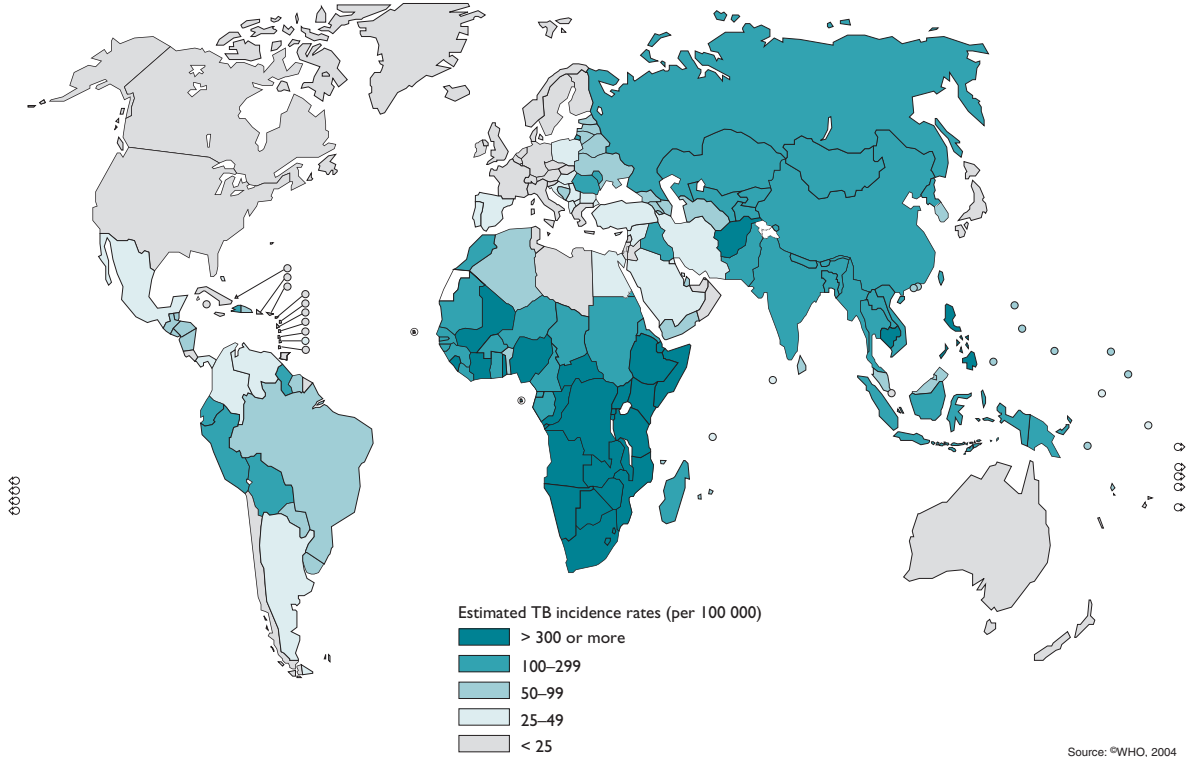 Estimated TB incidence rates (per 100 000)
> 300 or more
100–299
50–99
25–49
< 25
Source: ©WHO, 2004